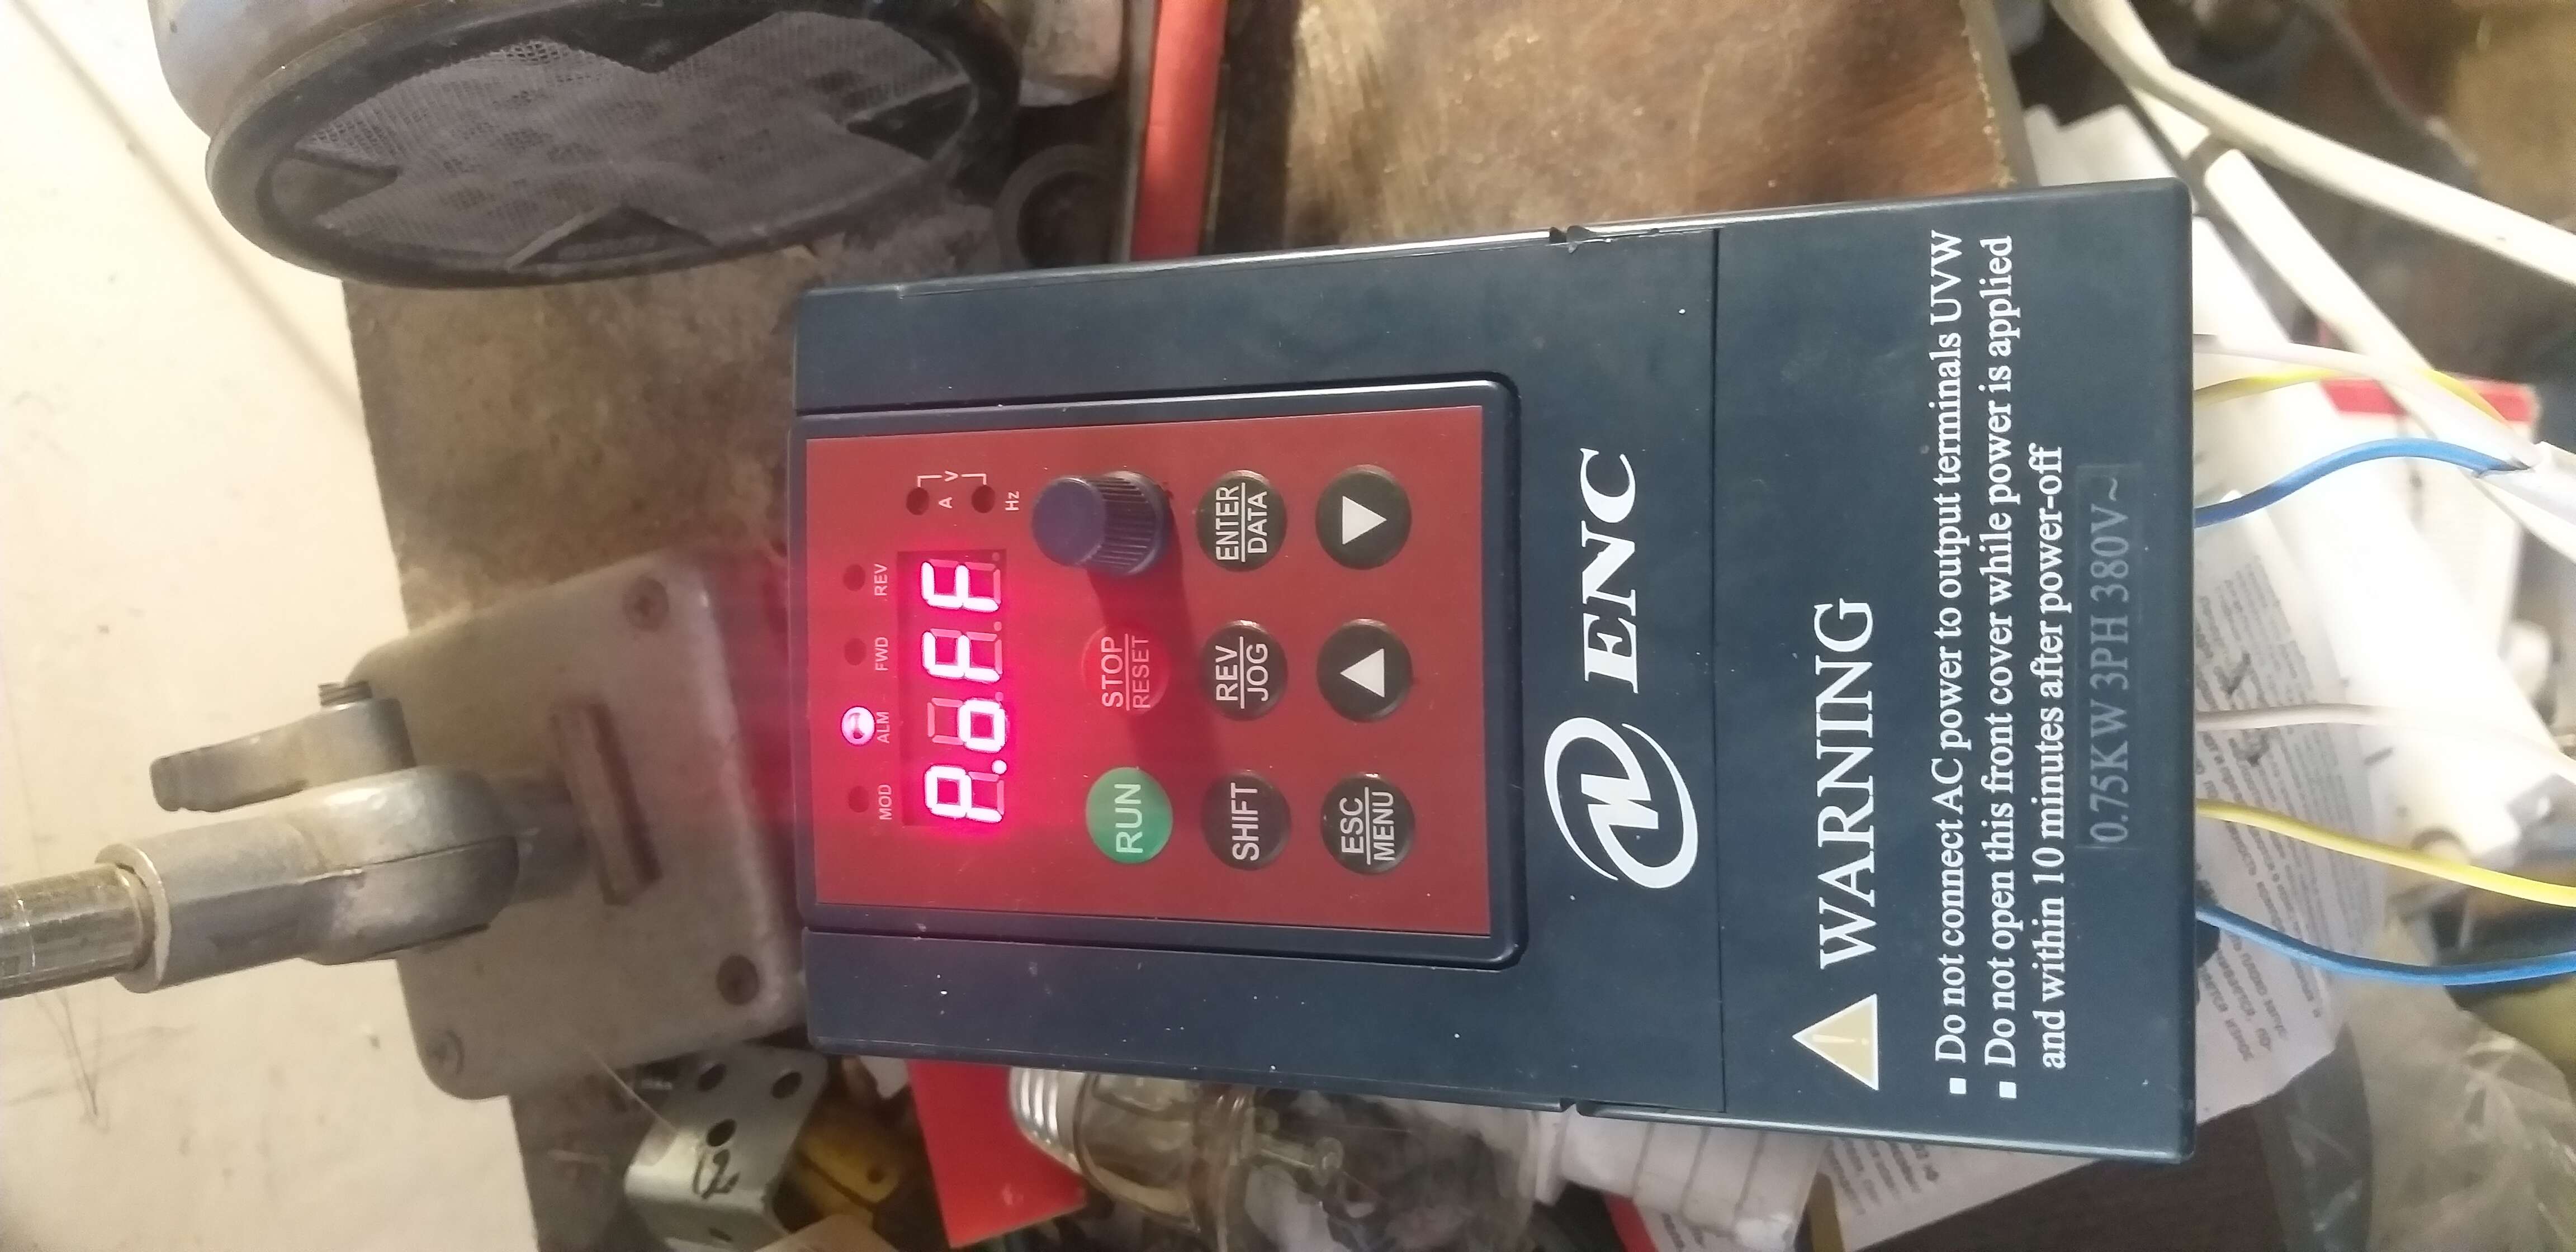 MOD ALM FWD REV
P.oFF
A V
Hz
RUN STOP
RESET
SHIFT REV
JOG ENTER
DATA
ESC
MENU
ENC
WARNING
▪ Do not connect AC power to output terminals UVW
▪ Do not open this front cover while power is applied
and within 10 minutes after power-off
0.75KW 3PH 380V~